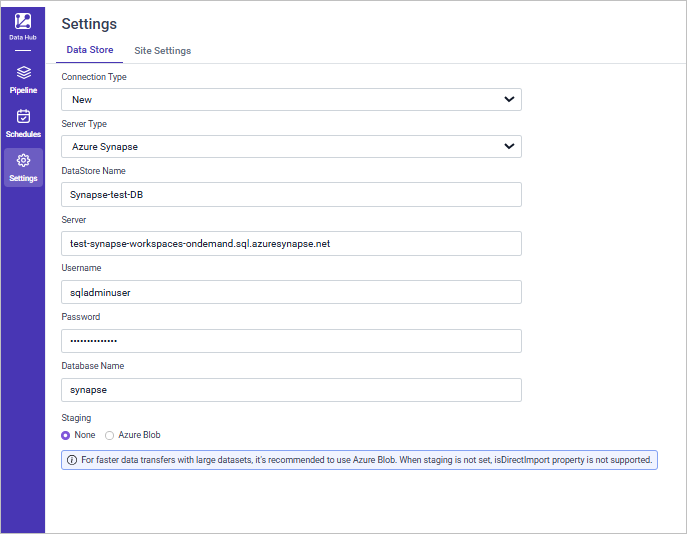 Data Hub
Pipeline
Schedules
Settings
Settings
Data Store Site Settings
Connection Type
New
Server Type
Azure Synapse
DataStore Name
Synapse-test-DB
Server
test-synapse-workspaces-ondemand.sql.azuresynapse.net
Username
sqladminuser
Password
••••••••••••••
Database Name
synapse
Staging
None Azure Blob
For faster data transfers with large datasets, it's recommended to use Azure Blob. When staging is not set, isDirectImport property is not supported.